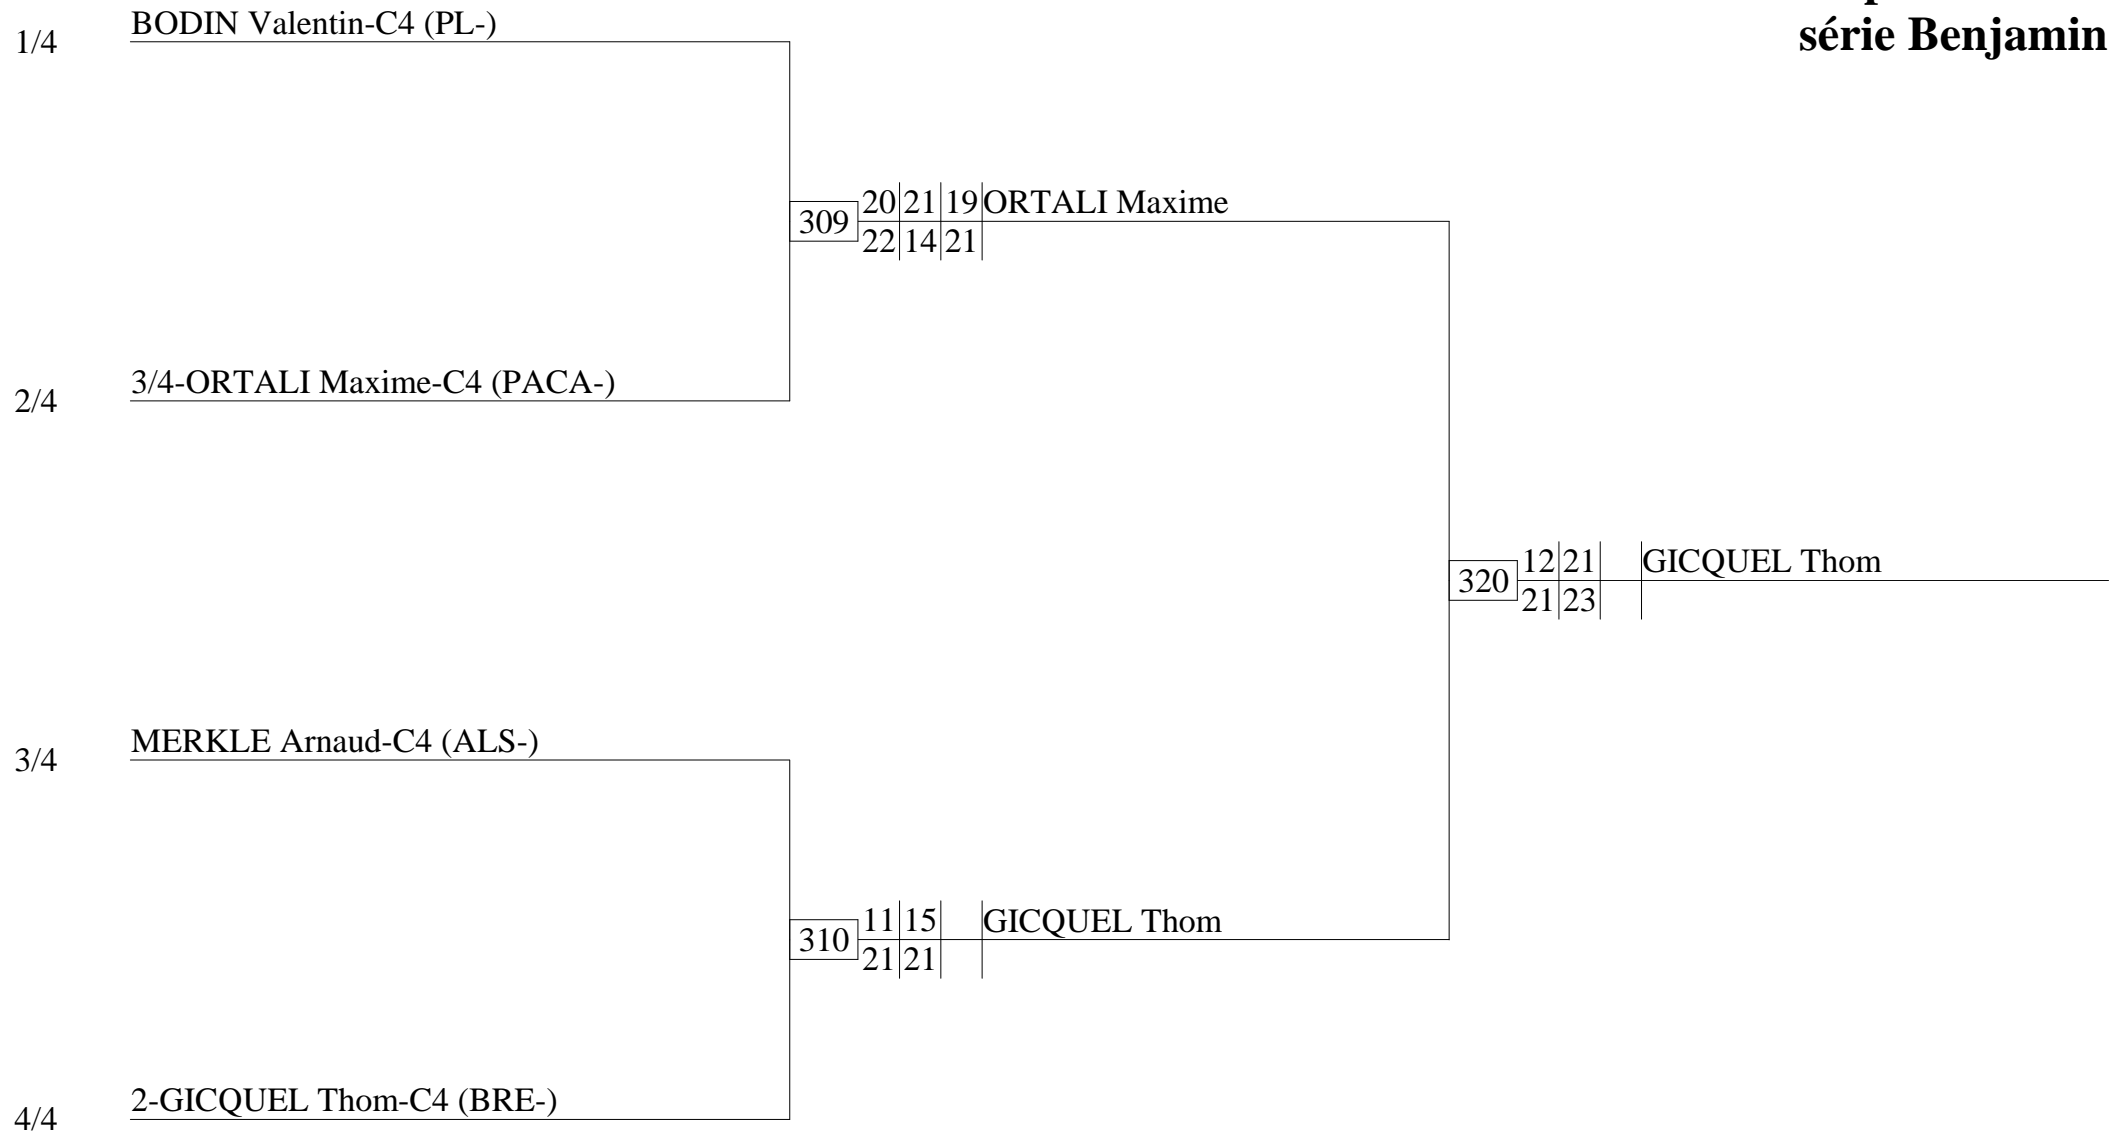 série Benjamin
1/4 BODIN Valentin-C4 (PL-)
309 20 21 19 ORTALI Maxime
22 14 21
2/4 3/4-ORTALI Maxime-C4 (PACA-)
320 12 21 GICQUEL Thom
21 23
3/4 MERKLE Arnaud-C4 (ALS-)
310 11 15 GICQUEL Thom
21 21
4/4 2-GICQUEL Thom-C4 (BRE-)